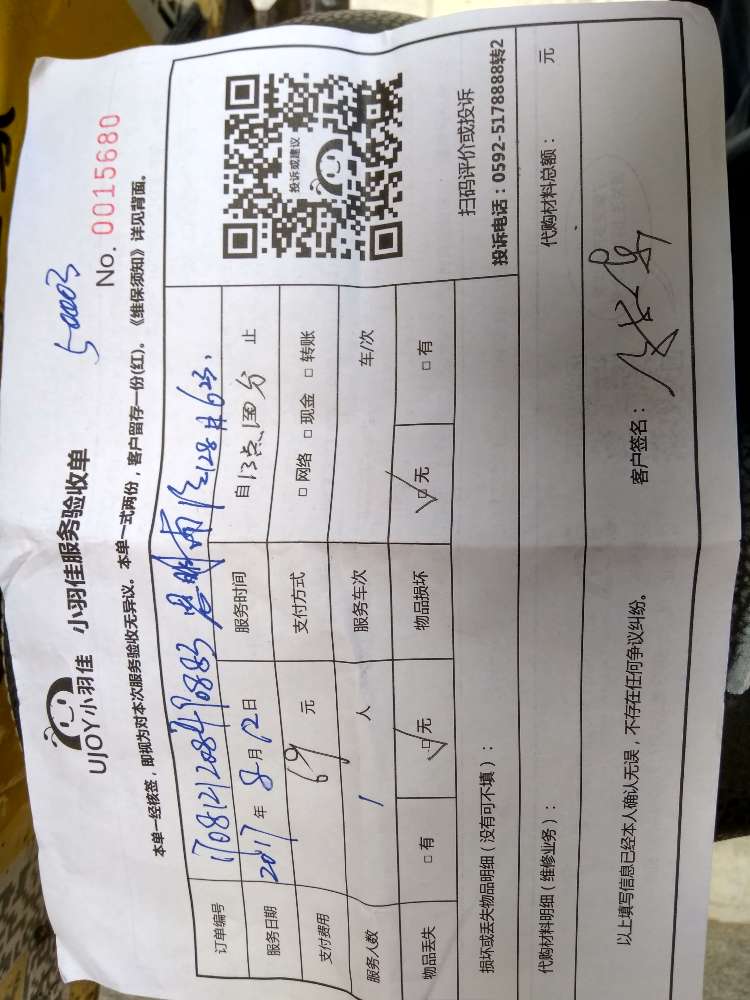 UJOY小羽佳 小羽佳服务验收单
50003
No. 0015680
本单一经核签，即视为对本次服务验收无异议。本单一式两份，客户留存一份(红)。《维保须知》详见背面。
订单编号 1708121208470883
服务日期 2017 年 8 月 12 日 服务时间 自 13 点 分 止
支付费用 69 元 支付方式 □ 网络 □ 现金 □ 转账
服务人数 1 人 服务车次 车/次
物品丢失 □ 有 □ 无 物品损坏 □ 无 □ 有
投诉或建议
扫码评价或投诉
投诉电话：0592-5178888转2
损坏或丢失物品明细（没有可不填）：
代购材料明细（维修业务）： 代购材料总额： 元
以上填写信息已经本人确认无误，不存在任何争议纠纷。 客户签名：